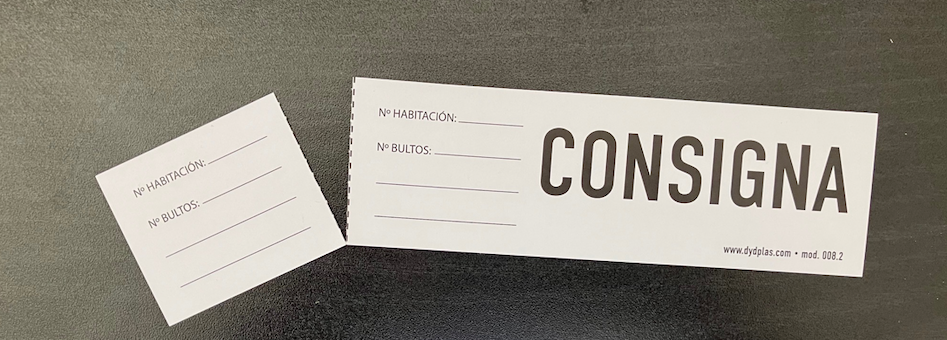 Nº HABITACIÓN:
Nº BULTOS:
Nº HABITACIÓN:
Nº BULTOS:
CONSIGNA
www.dydplas.com • mod. 008.2